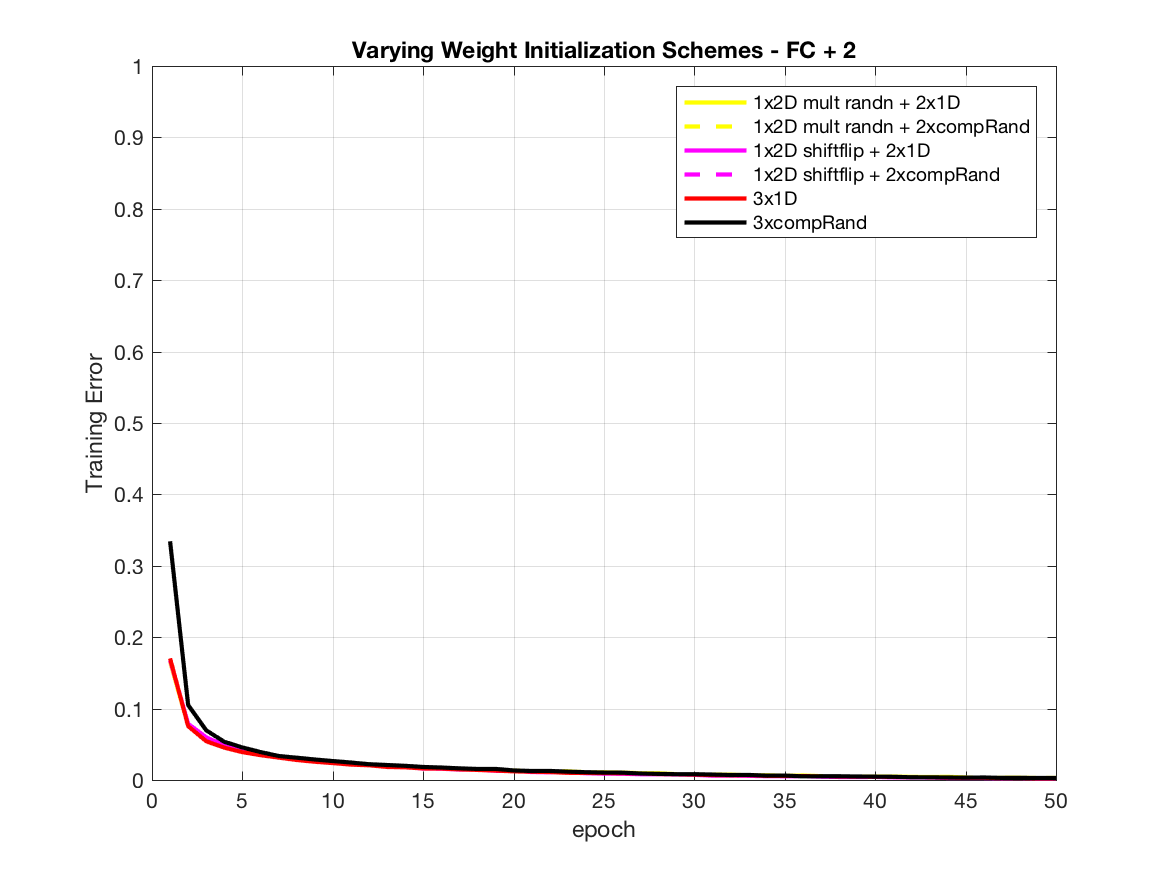 Varying Weight Initialization Schemes - FC + 2
1
0.9
0.8
0.7
0.6
0.5
0.4
0.3
0.2
0.1
0
Training Error
1x2D mult randn + 2x1D
1x2D mult randn + 2xcompRand
1x2D shiftflip + 2x1D
1x2D shiftflip + 2xcompRand
3x1D
3xcompRand
0 5 10 15 20 25 30 35 40 45 50
epoch